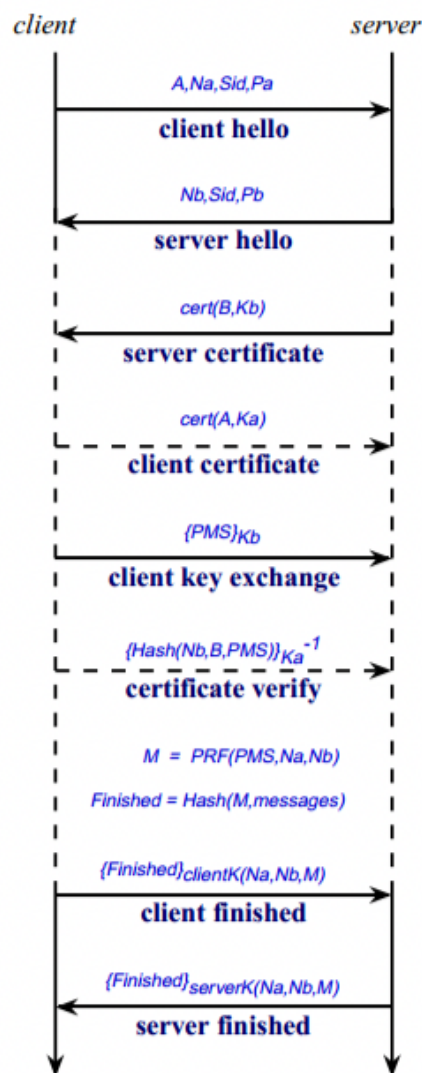 client server
A,Na,Sid,Pa
client hello
Nb,Sid,Pb
server hello
cert(B,Kb)
server certificate
cert(A,Ka)
client certificate
{PMS}Kb
client key exchange
{Hash(Nb,B,PMS)}Ka-1
certificate verify
M = PRF(PMS,Na,Nb)
Finished = Hash(M,messages)
{Finished}clientK(Na,Nb,M)
client finished
{Finished}serverK(Na,Nb,M)
server finished